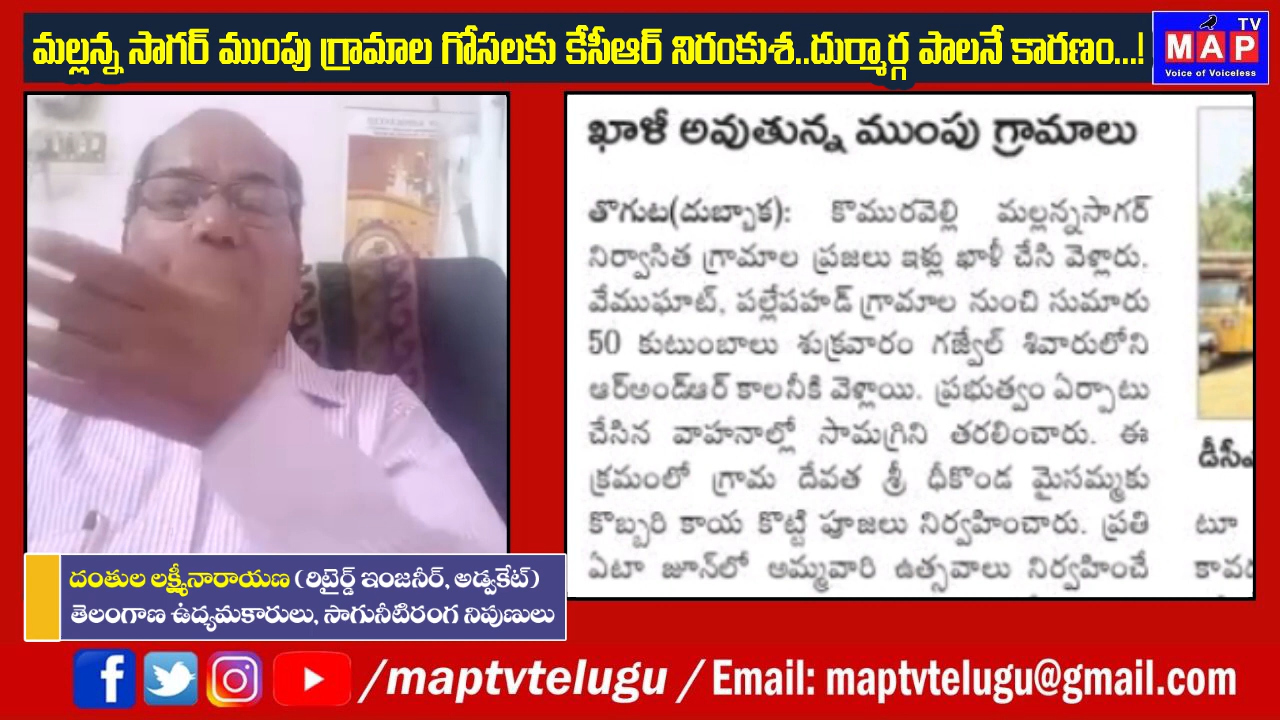 మల్లన్న సాగర్ ముంపు గ్రామాల గోసలకు కేసీఆర్ నిరంకుశ..దుర్మార్గ పాలనే కారణం...!
TV
MAP
Voice of Voiceless
ఖాళీ అవుతున్న ముంపు గ్రామాలు
తొగుట(దుబ్బాక): కొమురవెల్లి మల్లన్నసాగర్
నిర్వాసిత గ్రామాల ప్రజలు ఇళ్లు ఖాళీ చేసి వెళ్లారు.
వేముఘాట్, పల్లేపహడ్ గ్రామాల నుంచి సుమారు
50 కుటుంబాలు శుక్రవారం గజ్వేల్ శివారులోని
ఆర్అండ్ఆర్ కాలనీకి వెళ్లాయి. ప్రభుత్వం ఏర్పాటు
చేసిన వాహనాల్లో సామగ్రిని తరలించారు. ఈ
క్రమంలో గ్రామ దేవత శ్రీ ధీకొండ మైసమ్మకు
కొబ్బరి కాయ కొట్టి పూజలు నిర్వహించారు. ప్రతి
ఏటా జూన్‌లో అమ్మవారి ఉత్సవాలు నిర్వహించే
టూ
దంతుల లక్ష్మీనారాయణ (రిటైర్డ్ ఇంజనీర్, అడ్వకేట్)
తెలంగాణ ఉద్యమకారులు, సాగునీటిరంగ నిపుణులు
/maptvtelugu / Email: maptvtelugu@gmail.com